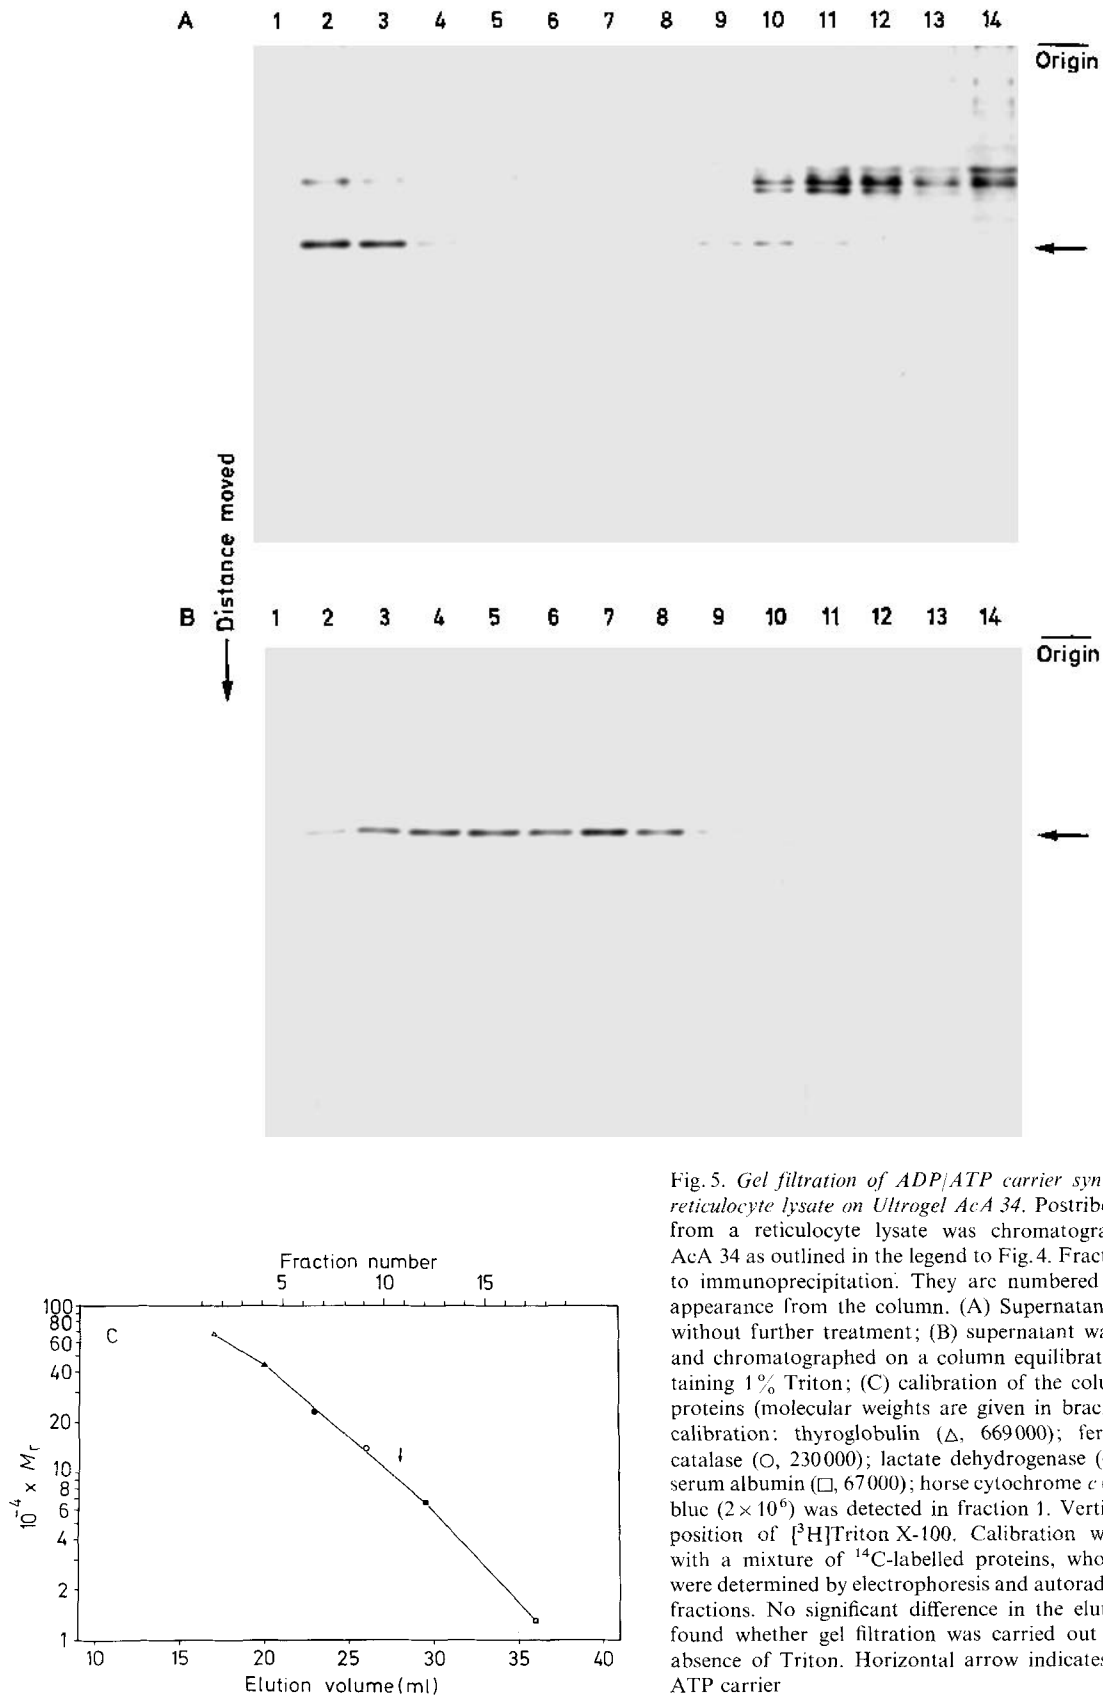 A 1 2 3 4 5 6 7 8 9 10 11 12 13 14
Origin
Distance moved
B 1 2 3 4 5 6 7 8 9 10 11 12 13 14
Origin
Fig. 5. Gel filtration of ADP/ATP carrier syn
reticulocyte lysate on Ultrogel AcA 34. Postribo
from a reticulocyte lysate was chromatogra
AcA 34 as outlined in the legend to Fig. 4. Fract
to immunoprecipitation. They are numbered
appearance from the column. (A) Supernatan
without further treatment; (B) supernatant wa
and chromatographed on a column equilibrat
taining 1% Triton; (C) calibration of the colu
proteins (molecular weights are given in brac
calibration: thyroglobulin (△, 669000); fer
catalase (○, 230000); lactate dehydrogenase (
serum albumin (□, 67000); horse cytochrome c (
blue (2 × 10⁶) was detected in fraction 1. Verti
position of [³H]Triton X-100. Calibration w
with a mixture of ¹⁴C-labelled proteins, who
were determined by electrophoresis and autorad
fractions. No significant difference in the elut
found whether gel filtration was carried out
absence of Triton. Horizontal arrow indicates
ATP carrier
Fraction number
5 10 15
C
100
80
60
40
20
10
8
6
4
2
1
10⁻⁴ × Mᵣ
10 15 20 25 30 35 40
Elution volume (ml)